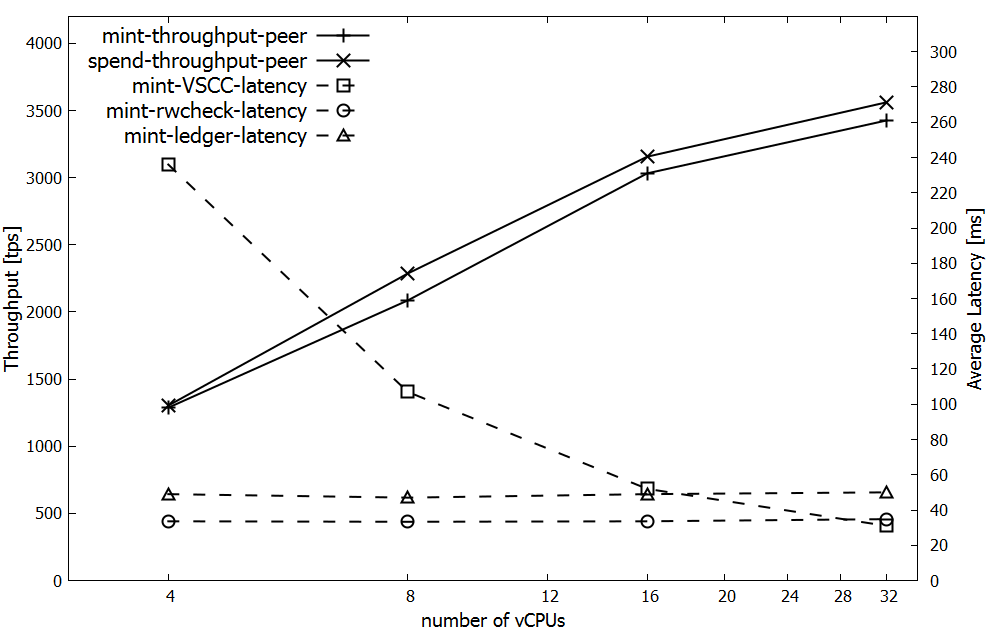 mint-throughput-peer
spend-throughput-peer
mint-VSCC-latency
mint-rwcheck-latency
mint-ledger-latency
Throughput [tps]
4000
3500
3000
2500
2000
1500
1000
500
0
Average Latency [ms]
300
280
260
240
220
200
180
160
140
120
100
80
60
40
20
0
4 8 12 16 20 24 28 32
number of vCPUs